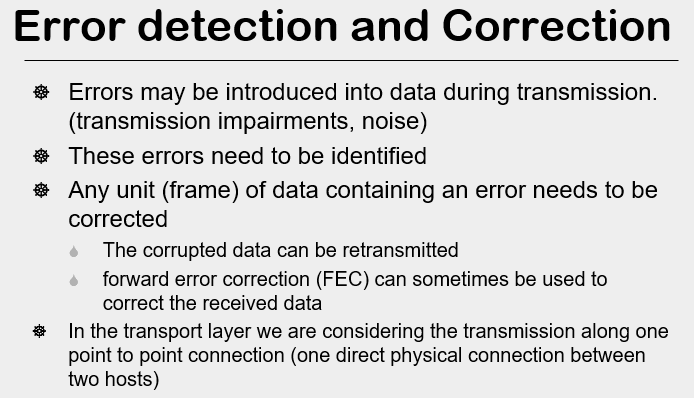 Error detection and Correction
Errors may be introduced into data during transmission.
(transmission impairments, noise)
These errors need to be identified
Any unit (frame) of data containing an error needs to be
corrected
The corrupted data can be retransmitted
forward error correction (FEC) can sometimes be used to
correct the received data
In the transport layer we are considering the transmission along one
point to point connection (one direct physical connection between
two hosts)